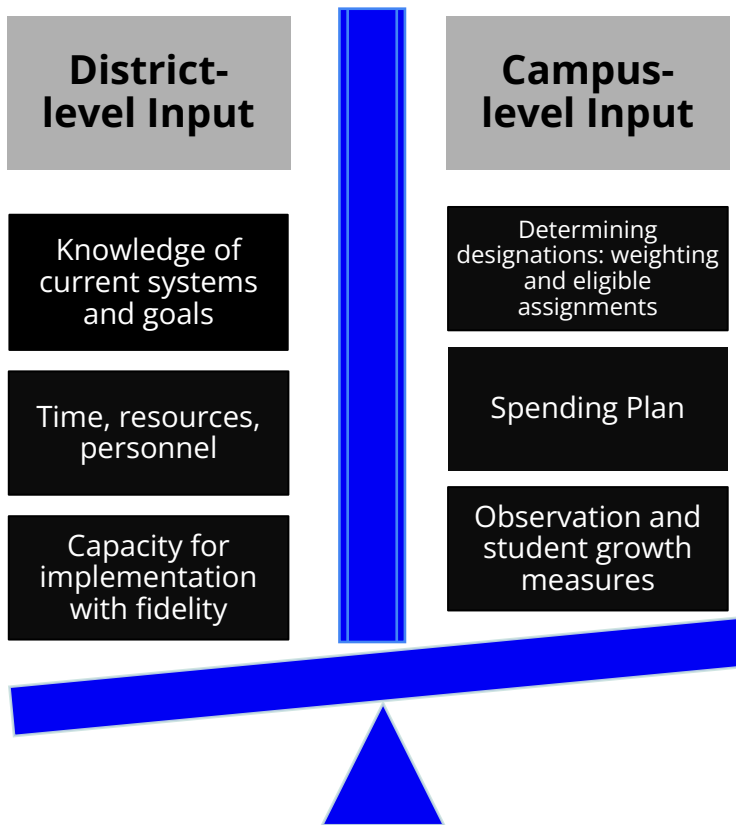 District-
level Input
Knowledge of
current systems
and goals
Time, resources,
personnel
Capacity for
implementation
with fidelity
Campus-
level Input
Determining
designations: weighting
and eligible
assignments
Spending Plan
Observation and
student growth
measures